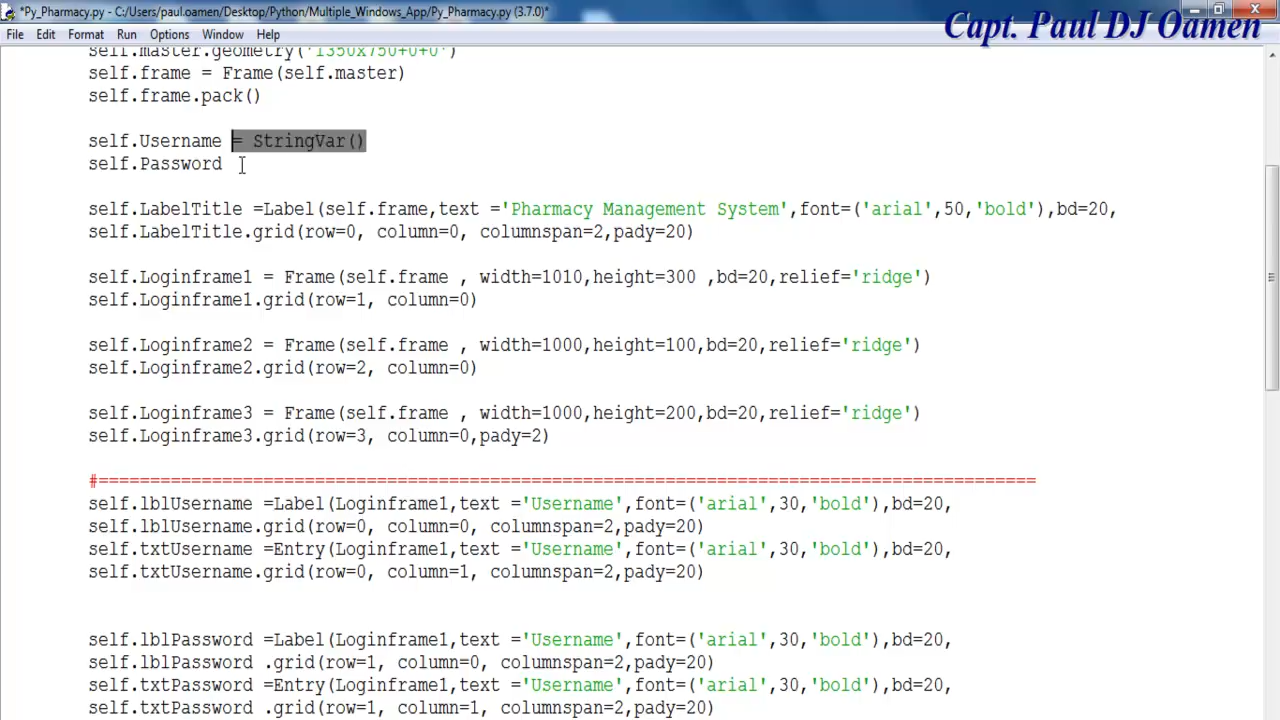 *Py_Pharmacy.py - C:/Users/paul.oamen/Desktop/Python/Multiple_Windows_App/Py_Pharmacy.py (3.7.0)*
Capt. Paul DJ Oamen
File Edit Format Run Options Window Help
self.master.geometry('1350x750+0+0')
self.frame = Frame(self.master)
self.frame.pack()
self.Username = StringVar()
self.Password
self.LabelTitle =Label(self.frame,text ='Pharmacy Management System',font=('arial',50,'bold'),bd=20,
self.LabelTitle.grid(row=0, column=0, columnspan=2,pady=20)
self.Loginframe1 = Frame(self.frame , width=1010,height=300 ,bd=20,relief='ridge')
self.Loginframe1.grid(row=1, column=0)
self.Loginframe2 = Frame(self.frame , width=1000,height=100,bd=20,relief='ridge')
self.Loginframe2.grid(row=2, column=0)
self.Loginframe3 = Frame(self.frame , width=1000,height=200,bd=20,relief='ridge')
self.Loginframe3.grid(row=3, column=0,pady=2)
#===========================================================================================
self.lblUsername =Label(Loginframe1,text ='Username',font=('arial',30,'bold'),bd=20,
self.lblUsername.grid(row=0, column=0, columnspan=2,pady=20)
self.txtUsername =Entry(Loginframe1,text ='Username',font=('arial',30,'bold'),bd=20,
self.txtUsername.grid(row=0, column=1, columnspan=2,pady=20)
self.lblPassword =Label(Loginframe1,text ='Username',font=('arial',30,'bold'),bd=20,
self.lblPassword .grid(row=1, column=0, columnspan=2,pady=20)
self.txtPassword =Entry(Loginframe1,text ='Username',font=('arial',30,'bold'),bd=20,
self.txtPassword .grid(row=1, column=1, columnspan=2,pady=20)